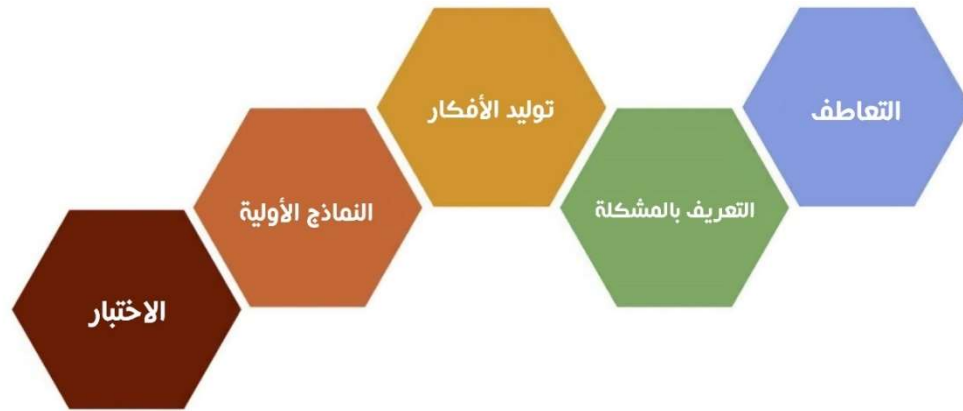 التعاطف
التعريف بالمشكلة
توليد الأفكار
النماذج الأولية
الاختبار